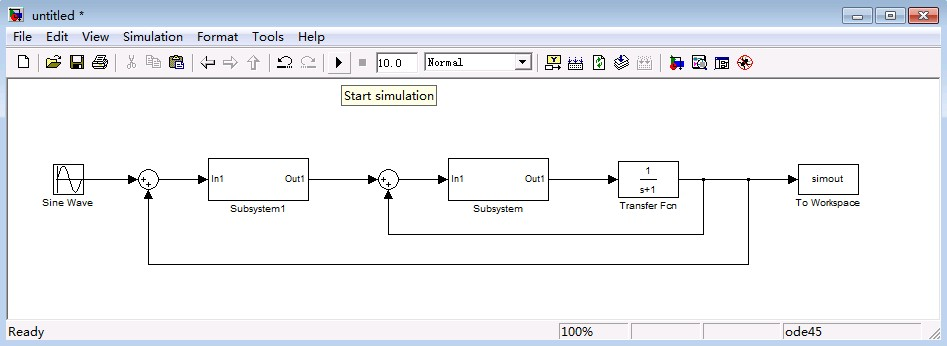 untitled *
File Edit View Simulation Format Tools Help
10.0 Normal
Start simulation
Sine Wave
+
+
In1 Out1
Subsystem1
+
+
In1 Out1
Subsystem
1
s+1
Transfer Fcn
simout
To Workspace
Ready 100% ode45